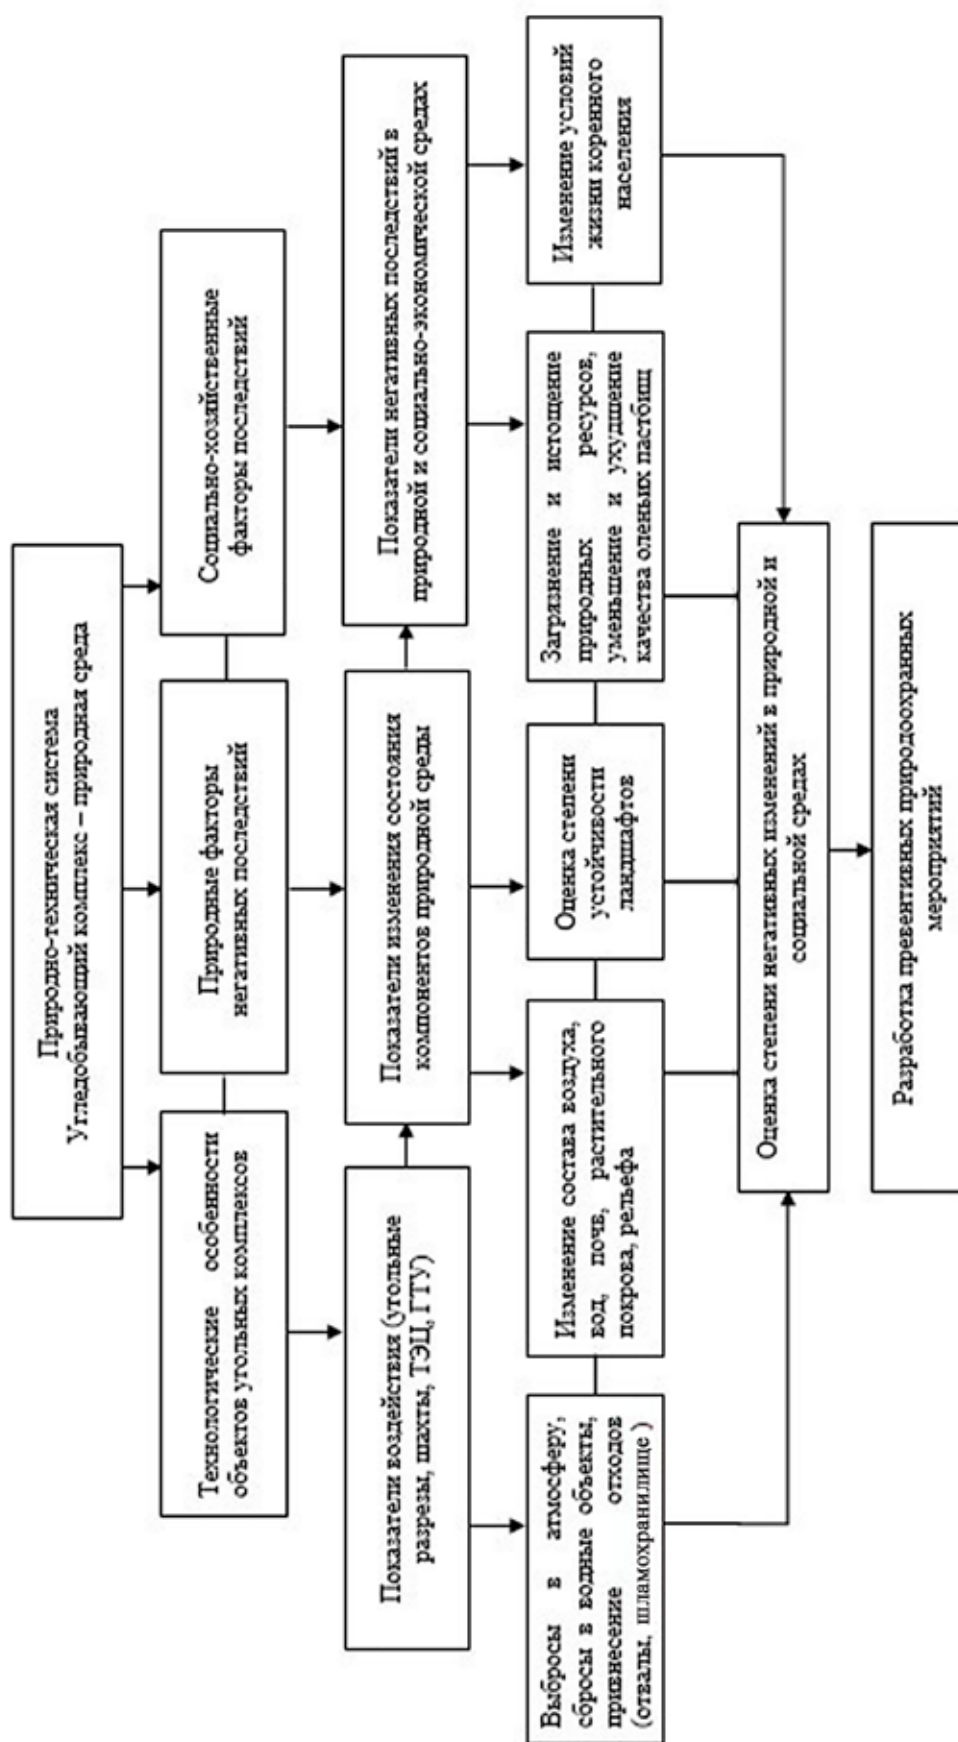 Природно-техническая система
Угледобывающий комплекс – природная среда
Технологические особенности
объектов угольных комплексов
Природные факторы
негативных последствий
Социально-хозяйственные
факторы последствий
Показатели воздействия (угольные
разрезы, шахты, ТЭЦ, ГТУ)
Показатели изменения состояния
компонентов природной среды
Показатели негативных последствий в
природной и социально-экономической средах
Выбросы в атмосферу,
сбросы в водные объекты,
привнесение отходов
(отвалы, шламохранилище )
Изменение состава воздуха,
вод, почв, растительного
покрова, рельефа
Оценка степени
устойчивости
ландшафтов
Загрязнение и истощение
природных ресурсов,
уменьшение и ухудшение
качества оленьих пастбищ
Изменение условий
жизни коренного
населения
Оценка степени негативных изменений в природной и
социальной средах
Разработка превентивных природоохранных
мероприятий